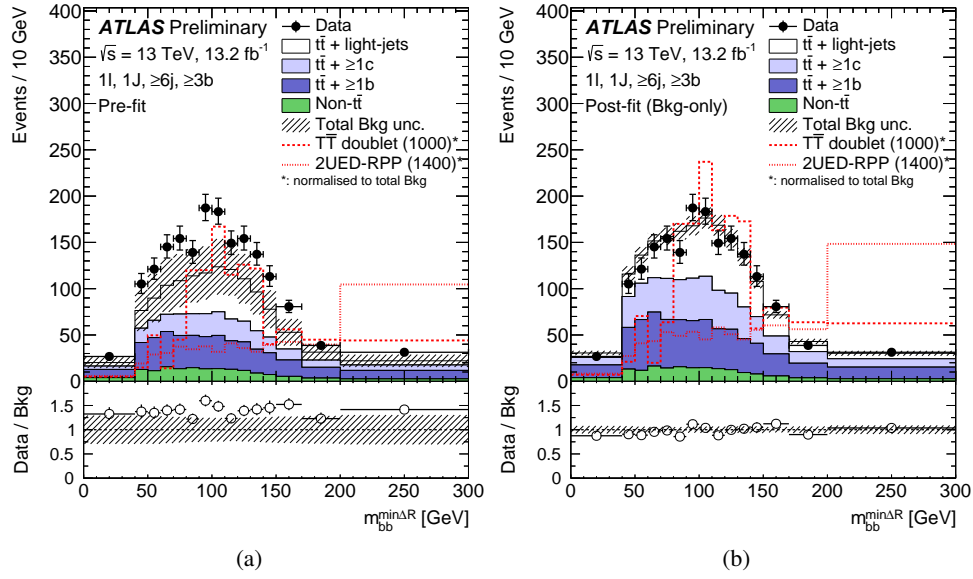 ATLAS Preliminary
√s = 13 TeV, 13.2 fb⁻¹
1l, 1J, ≥6j, ≥3b
Pre-fit
Data
tt̄ + light-jets
tt̄ + ≥1c
tt̄ + ≥1b
Non-tt̄
Total Bkg unc.
TT̄ doublet (1000)*
2UED-RPP (1400)*
*: normalised to total Bkg
Events / 10 GeV
400
350
300
250
200
150
100
50
0
Data / Bkg
1.5
1
0.5
0
0 50 100 150 200 250 300
m_bb^minΔR [GeV]
(a)
ATLAS Preliminary
√s = 13 TeV, 13.2 fb⁻¹
1l, 1J, ≥6j, ≥3b
Post-fit (Bkg-only)
Data
tt̄ + light-jets
tt̄ + ≥1c
tt̄ + ≥1b
Non-tt̄
Total Bkg unc.
TT̄ doublet (1000)*
2UED-RPP (1400)*
*: normalised to total Bkg
Events / 10 GeV
400
350
300
250
200
150
100
50
0
Data / Bkg
1.5
1
0.5
0
0 50 100 150 200 250 300
m_bb^minΔR [GeV]
(b)